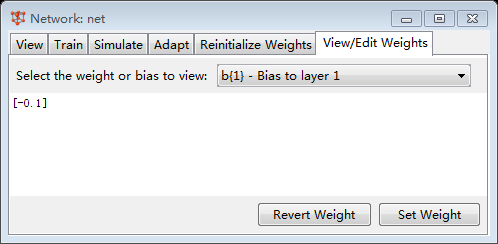 Network: net
View Train Simulate Adapt Reinitialize Weights View/Edit Weights
Select the weight or bias to view: b{1} - Bias to layer 1
[-0.1]
Revert Weight Set Weight